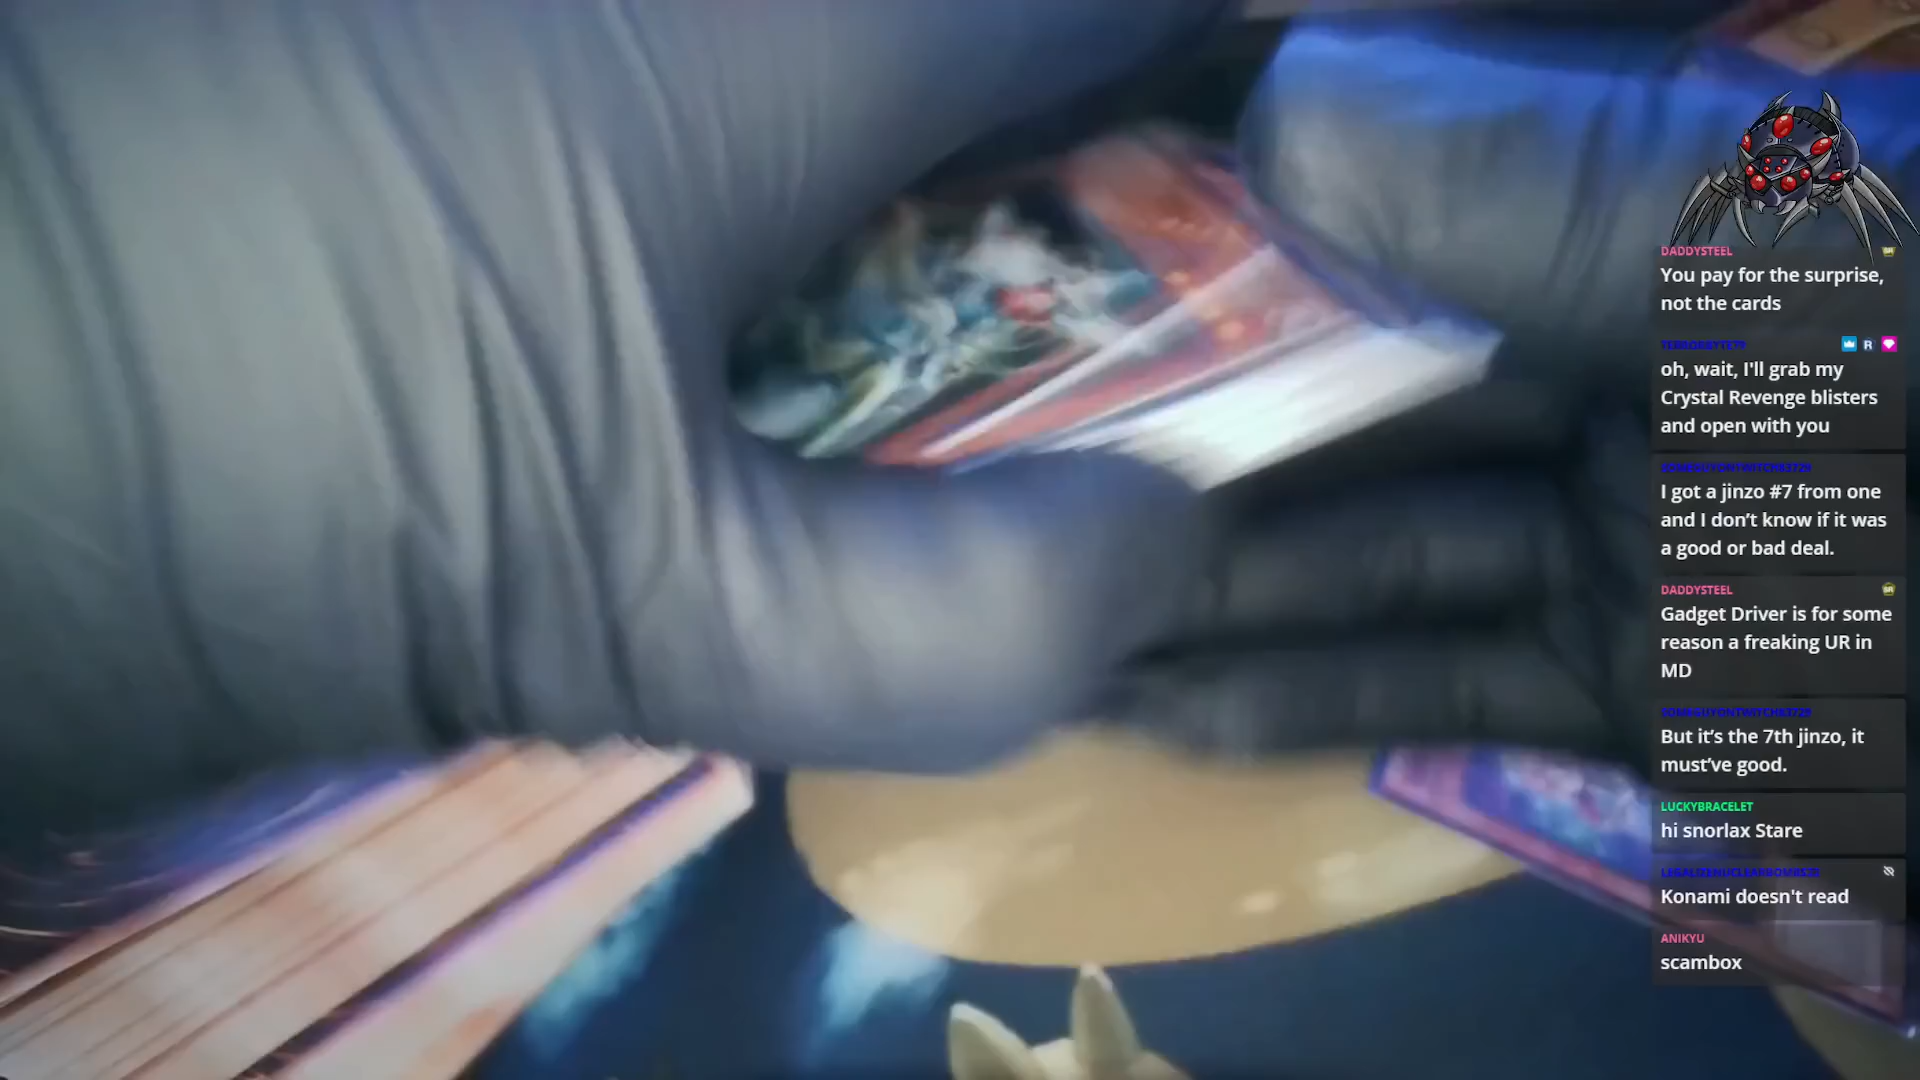 DADDYSTEEL
You pay for the surprise,
not the cards
TERRORBYTE79
oh, wait, I'll grab my
Crystal Revenge blisters
and open with you
SOMEGUYONTWITCH83729
I got a jinzo #7 from one
and I don’t know if it was
a good or bad deal.
DADDYSTEEL
Gadget Driver is for some
reason a freaking UR in
MD
SOMEGUYONTWITCH83729
But it’s the 7th jinzo, it
must’ve good.
LUCKYBRACELET
hi snorlax Stare
Konami doesn't read
ANIKYU
scambox